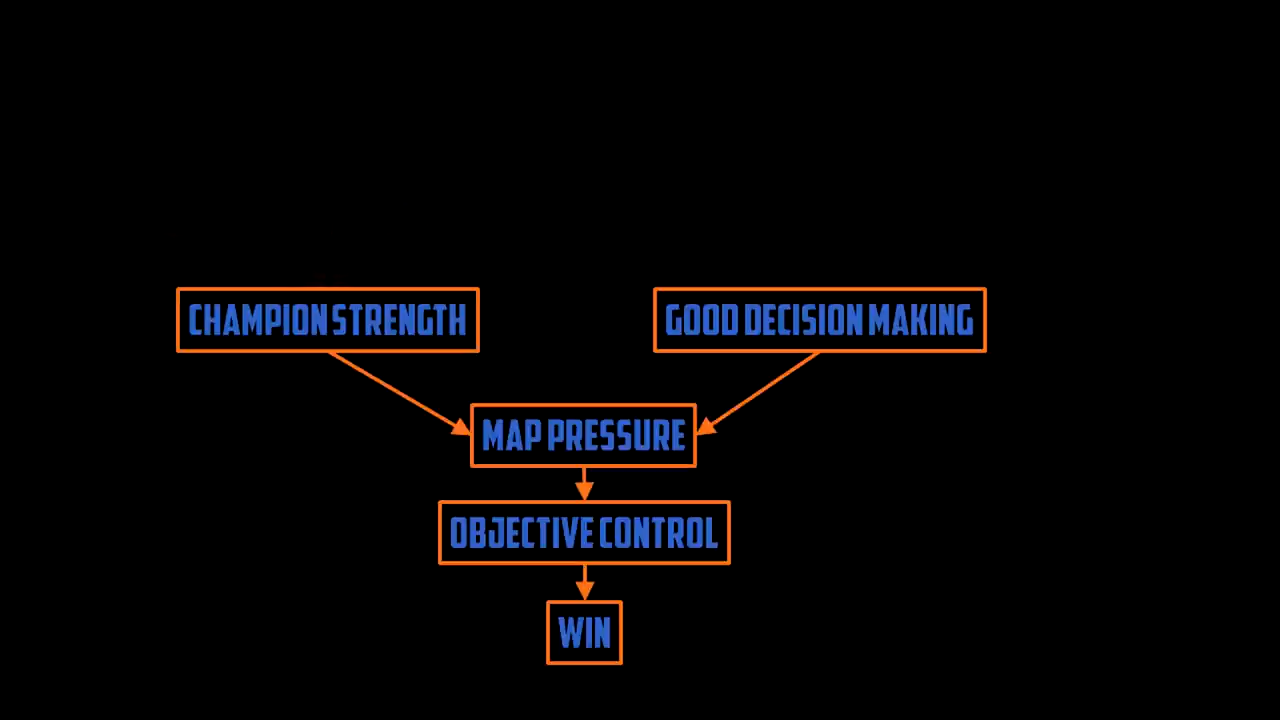 CHAMPION STRENGTH
GOOD DECISION MAKING
MAP PRESSURE
OBJECTIVE CONTROL
WIN